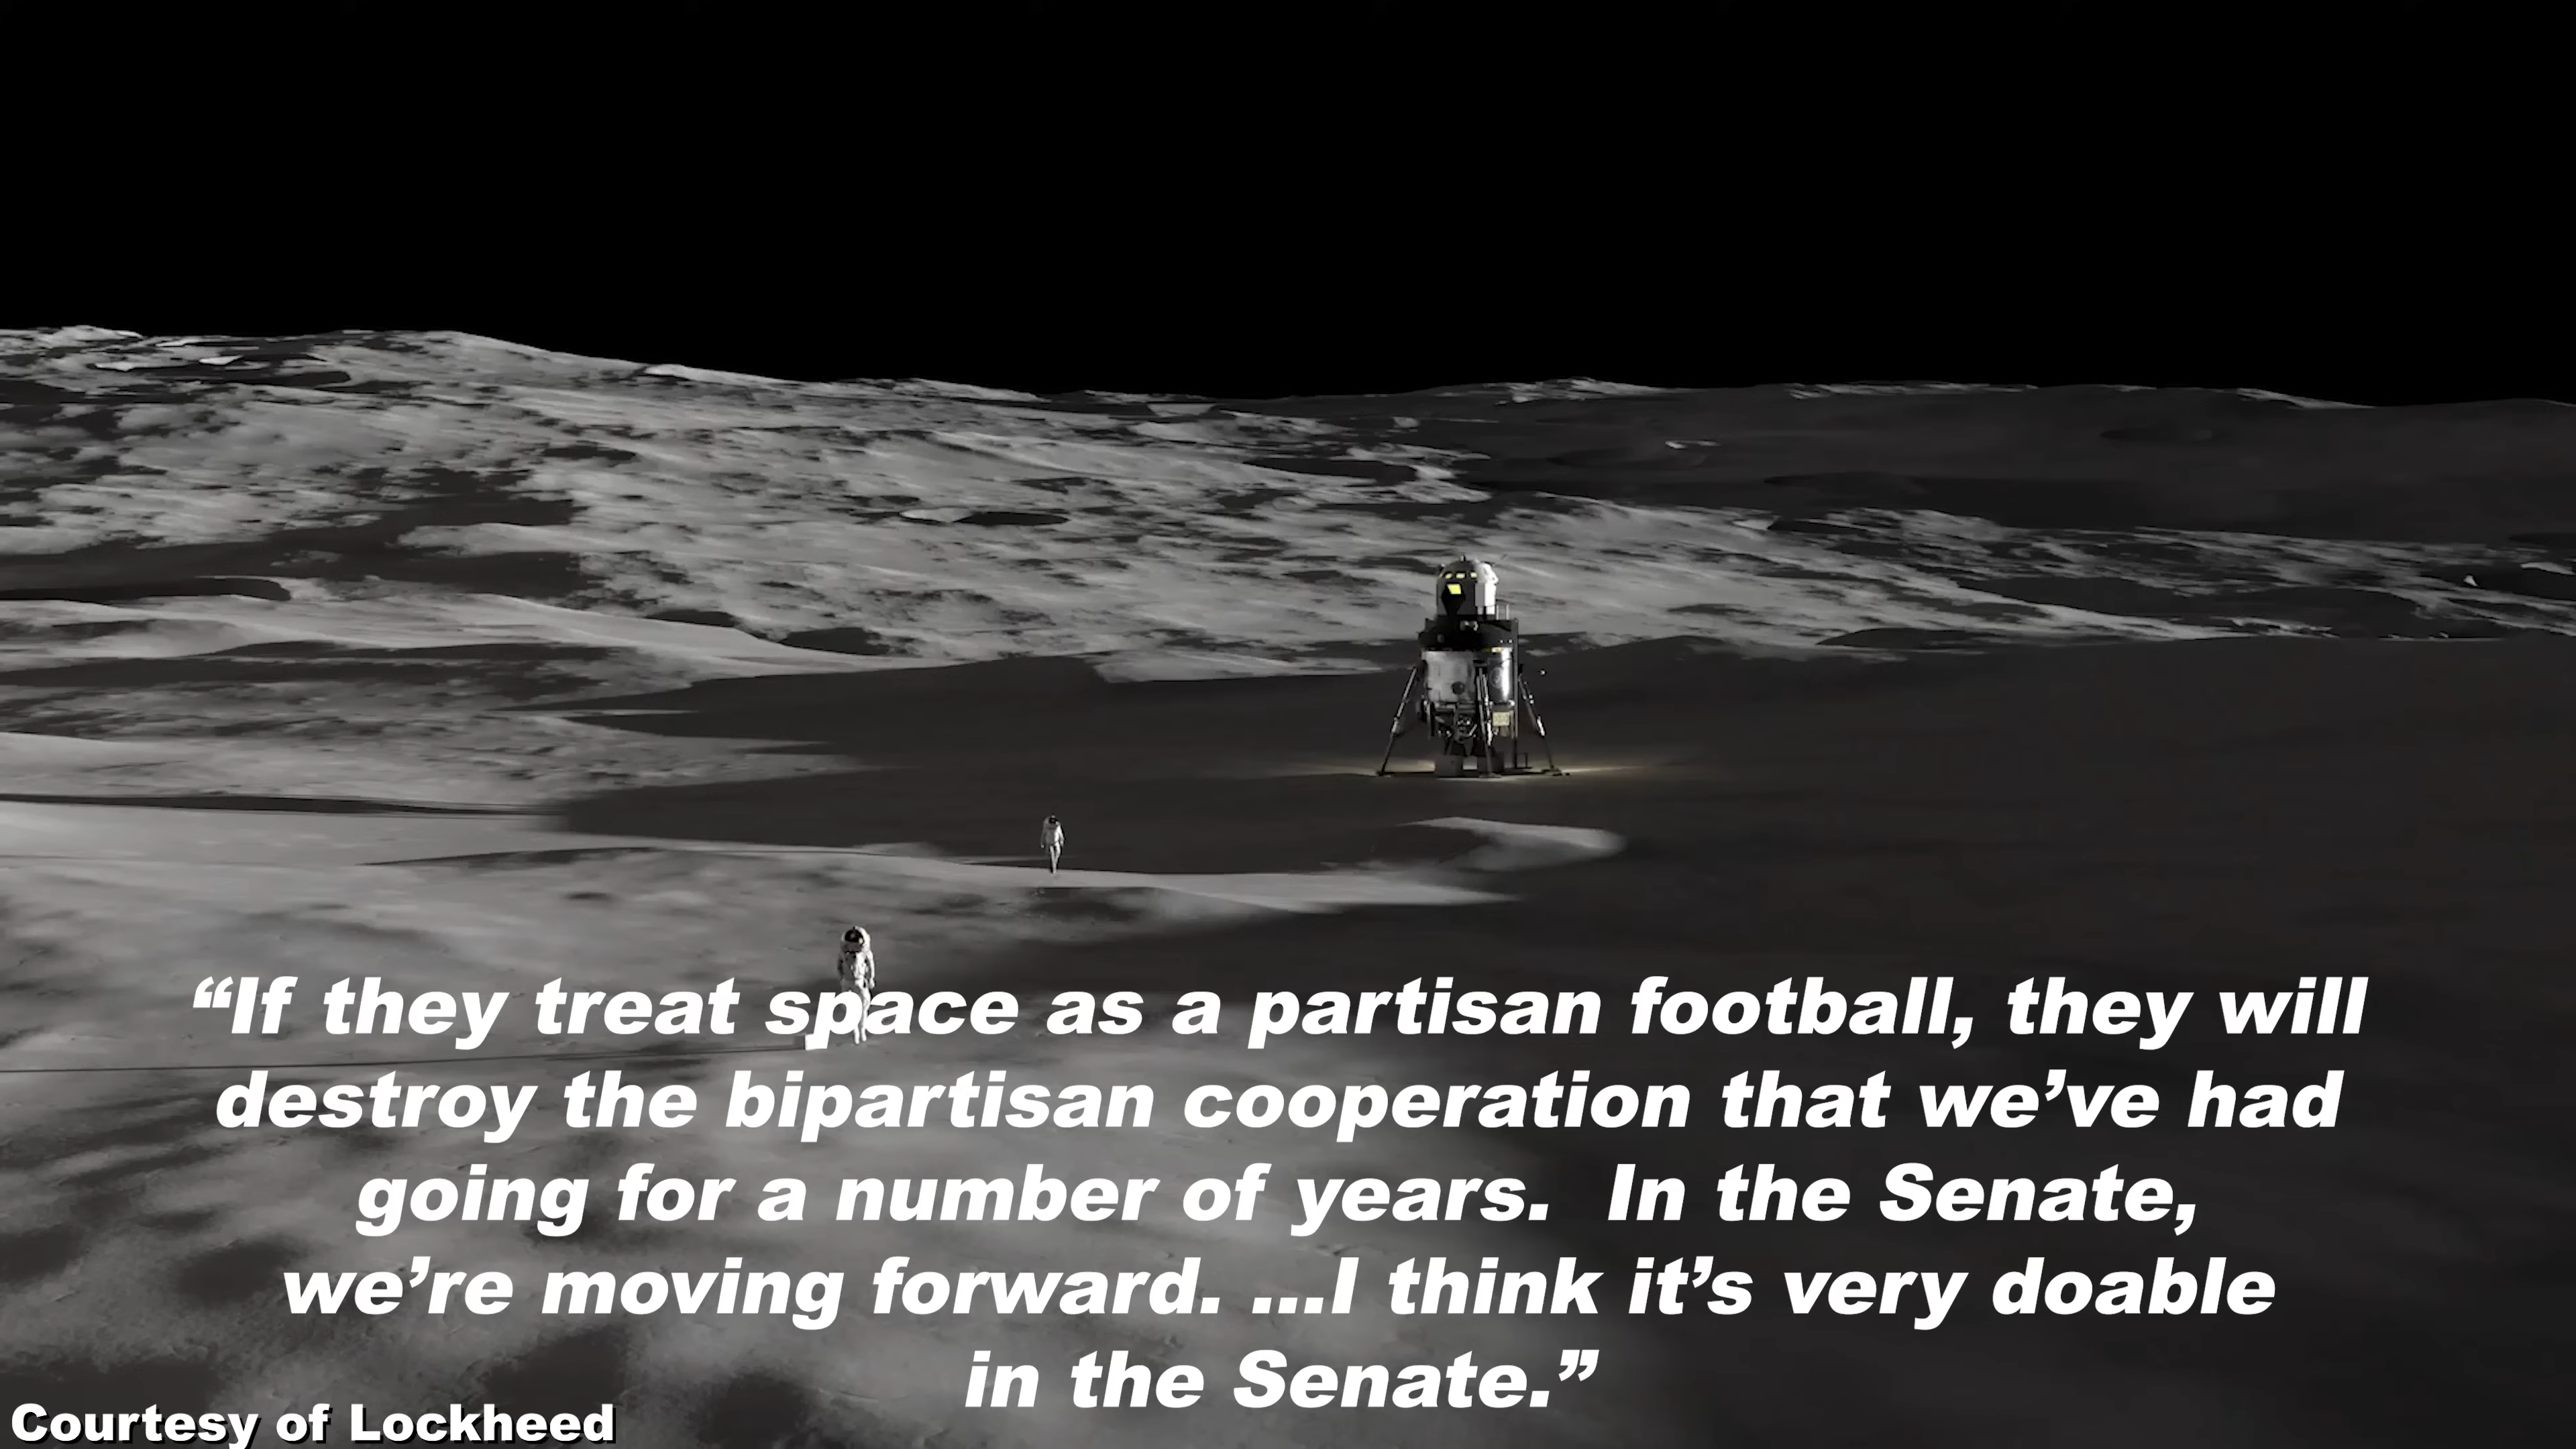 “If they treat space as a partisan football, they will
destroy the bipartisan cooperation that we’ve had
going for a number of years.  In the Senate,
we’re moving forward. ...I think it’s very doable
in the Senate.”
Courtesy of Lockheed